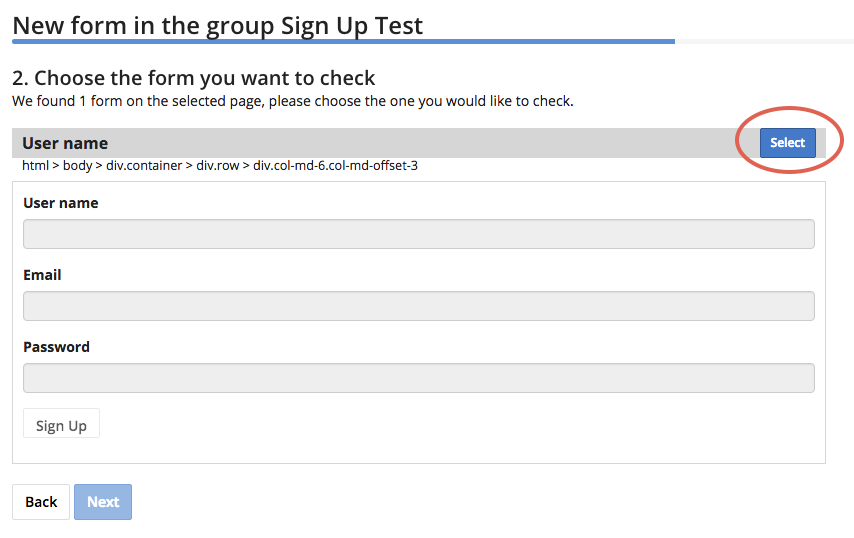 New form in the group Sign Up Test
2. Choose the form you want to check
We found 1 form on the selected page, please choose the one you would like to check.
User name
Select
html > body > div.container > div.row > div.col-md-6.col-md-offset-3
User name
Email
Password
Sign Up
Back
Next